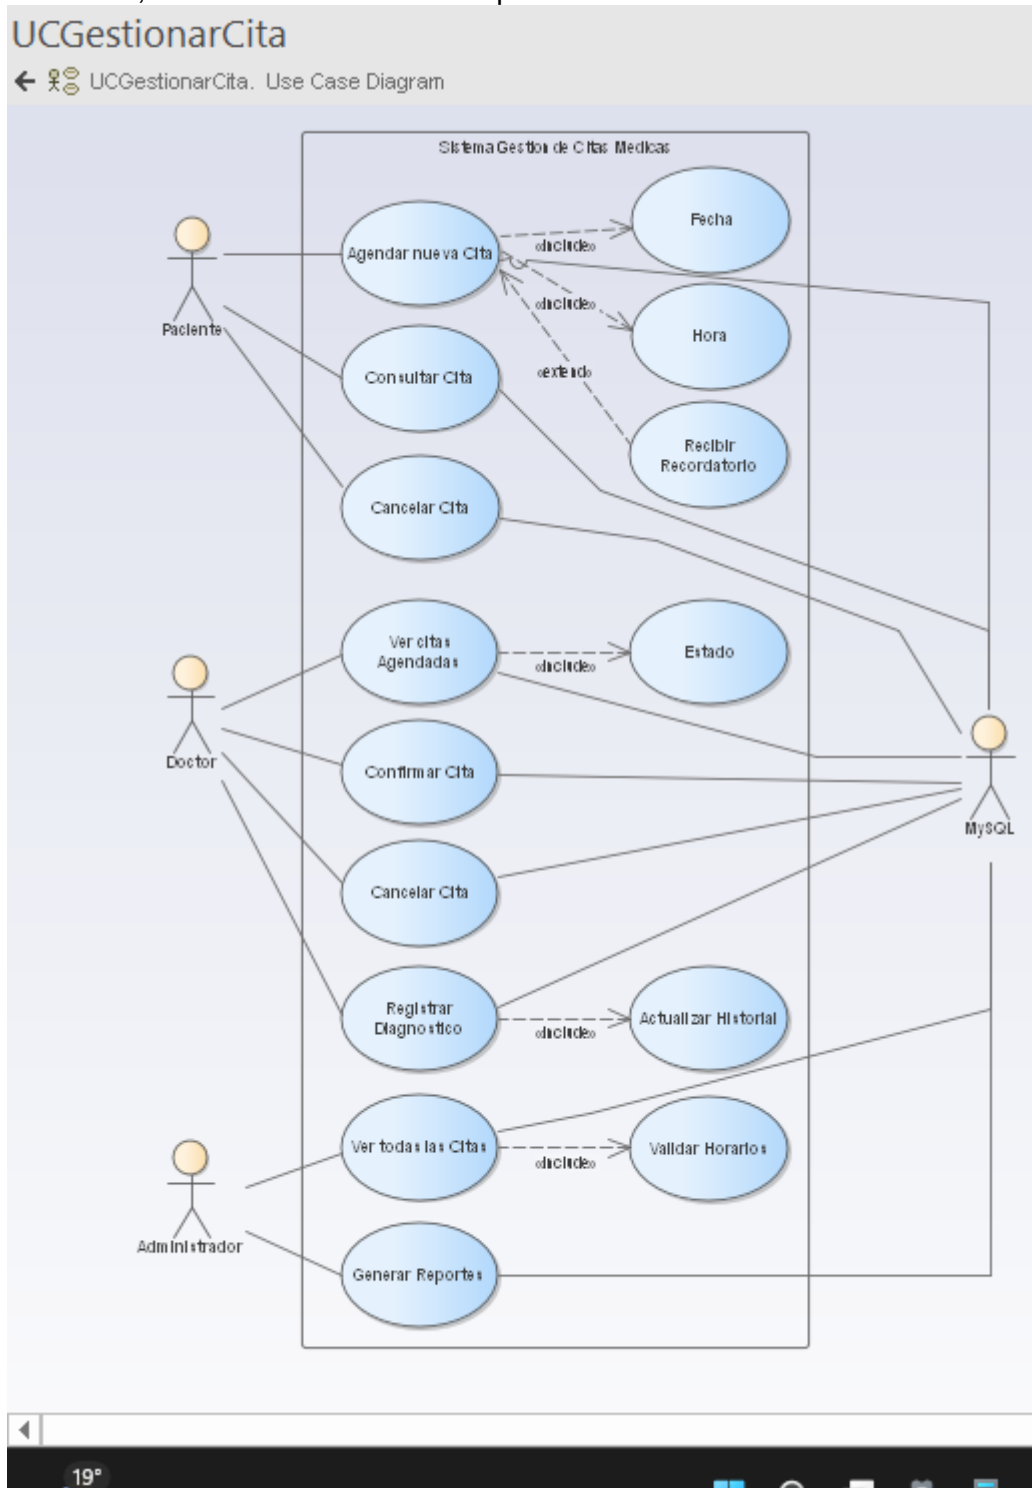 UCGestionarCita
UCGestionarCita. Use Case Diagram
Sistema Gestion de Citas Medicas
Fecha
Agendar nueva Cita
«include»
Paciente
«include»
Hora
Consultar Cita
«extend»
Recibir
Recordatorio
Cancelar Cita
Ver citas
Agendadas
«include»
Estado
Doctor
Confirmar Cita
MySQL
Cancelar Cita
Registrar
Diagnostico
«include»
Actualizar Historial
Ver todas las Citas
«include»
Validar Horarios
Administrador
Generar Reportes
19°